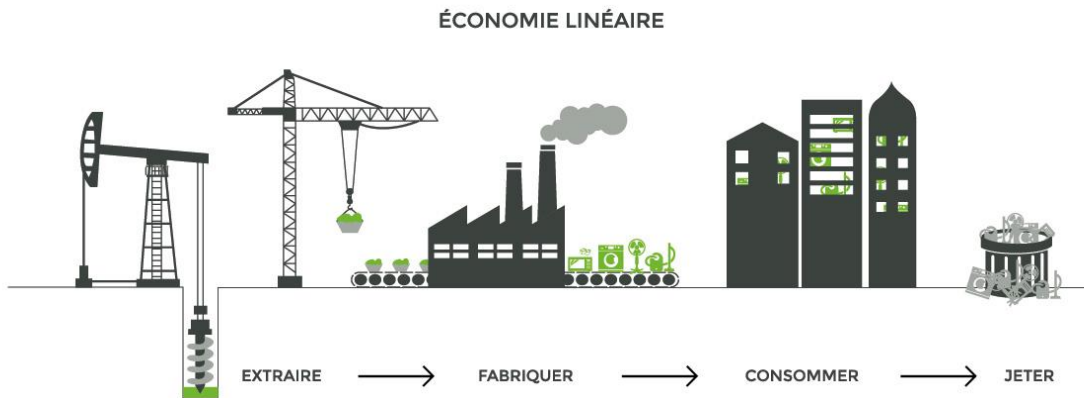 ÉCONOMIE LINÉAIRE
EXTRAIRE → FABRIQUER → CONSOMMER → JETER